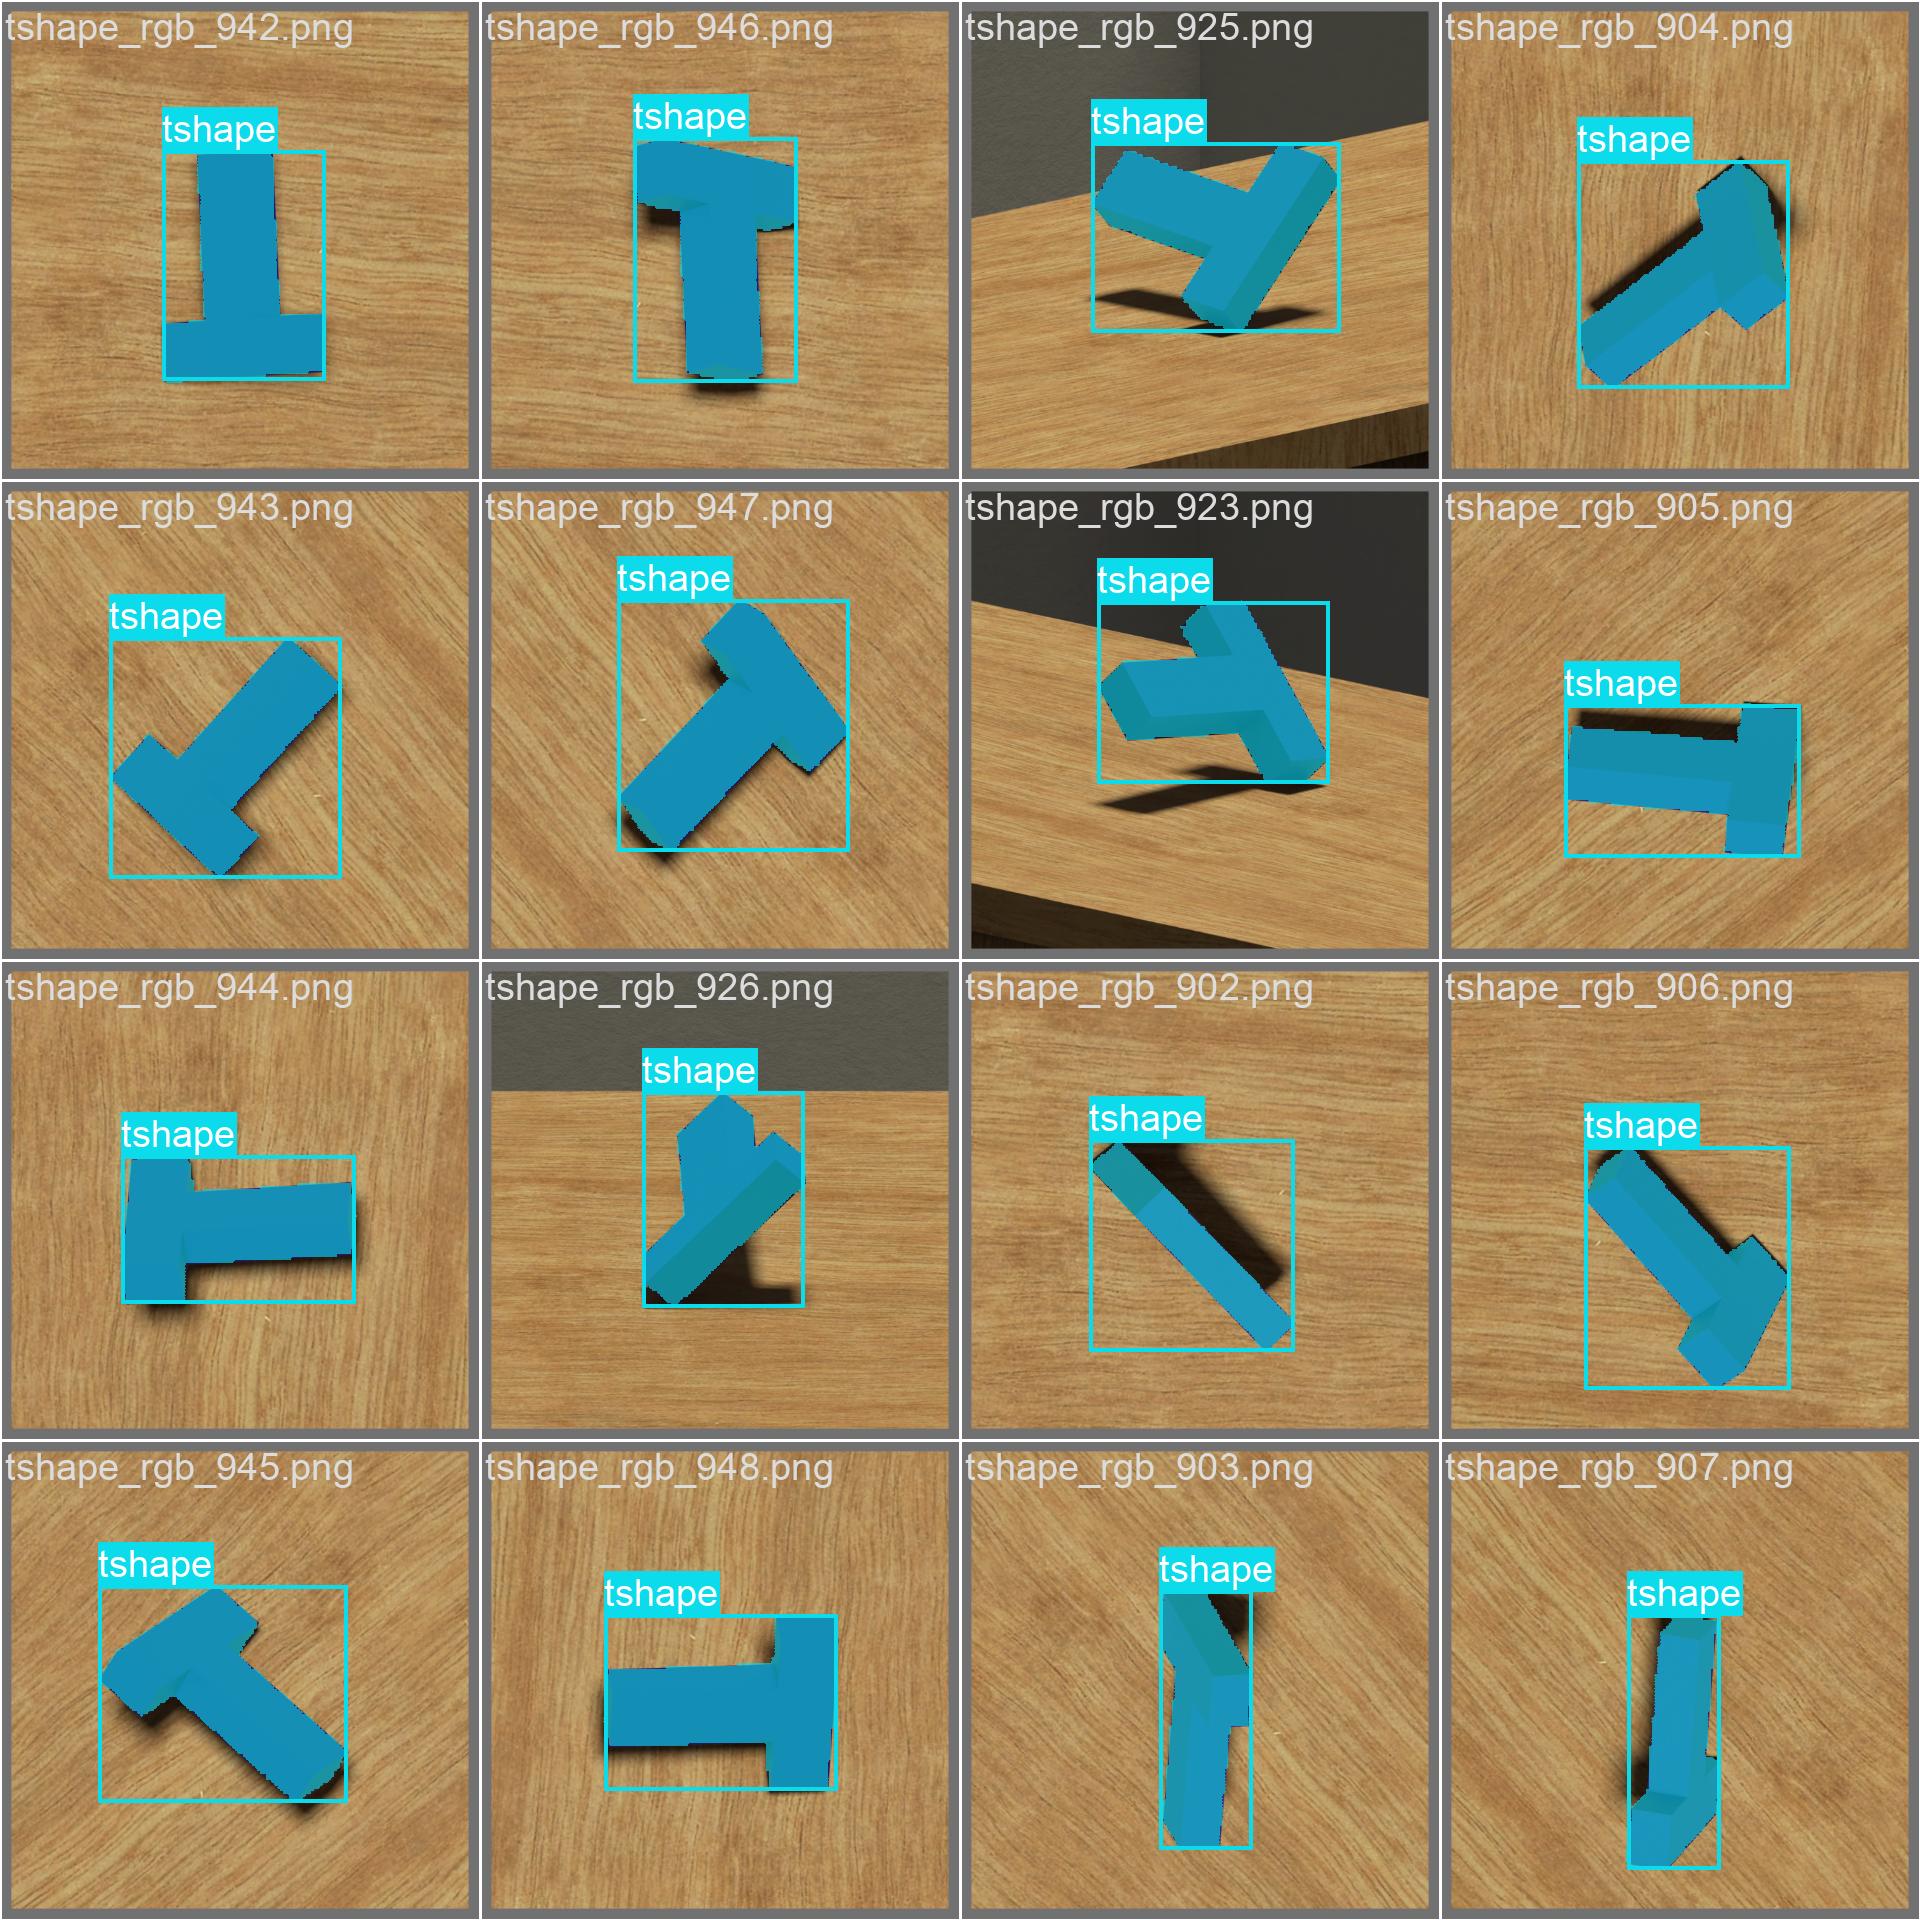 tshape_rgb_942.png
tshape
tshape_rgb_946.png
tshape
tshape_rgb_925.png
tshape
tshape_rgb_904.png
tshape
tshape_rgb_943.png
tshape
tshape_rgb_947.png
tshape
tshape_rgb_923.png
tshape
tshape_rgb_905.png
tshape
tshape_rgb_944.png
tshape
tshape_rgb_926.png
tshape
tshape_rgb_902.png
tshape
tshape_rgb_906.png
tshape
tshape_rgb_945.png
tshape
tshape_rgb_948.png
tshape
tshape_rgb_903.png
tshape
tshape_rgb_907.png
tshape